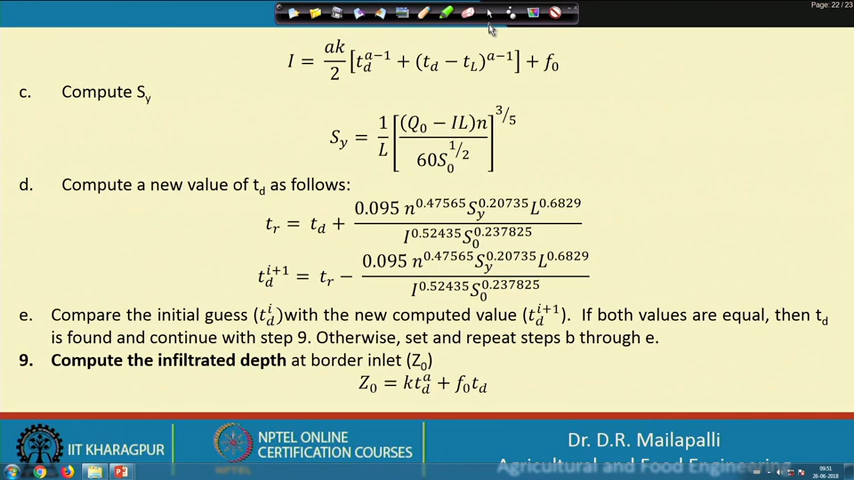 Page: 22 / 23
I = ak/2 [t_d^{a−1} + (t_d − t_L)^{a−1}] + f_0
c. Compute S_y
S_y = 1/L [(Q_0 − IL)n / 60S_0^{1/2}]^{3/5}
d. Compute a new value of t_d as follows:
t_r = t_d + 0.095 n^{0.47565}S_y^{0.20735}L^{0.6829} / I^{0.52435}S_0^{0.237825}
t_d^{i+1} = t_r − 0.095 n^{0.47565}S_y^{0.20735}L^{0.6829} / I^{0.52435}S_0^{0.237825}
e. Compare the initial guess (t_d^i)with the new computed value (t_d^{i+1}). If both values are equal, then t_d
is found and continue with step 9. Otherwise, set and repeat steps b through e.
9. Compute the infiltrated depth at border inlet (Z_0)
Z_0 = kt_d^a + f_0t_d
IIT KHARAGPUR
NPTEL ONLINE
CERTIFICATION COURSES
Dr. D.R. Mailapalli
Agricultural and Food Engineering
09:51
26-06-2018